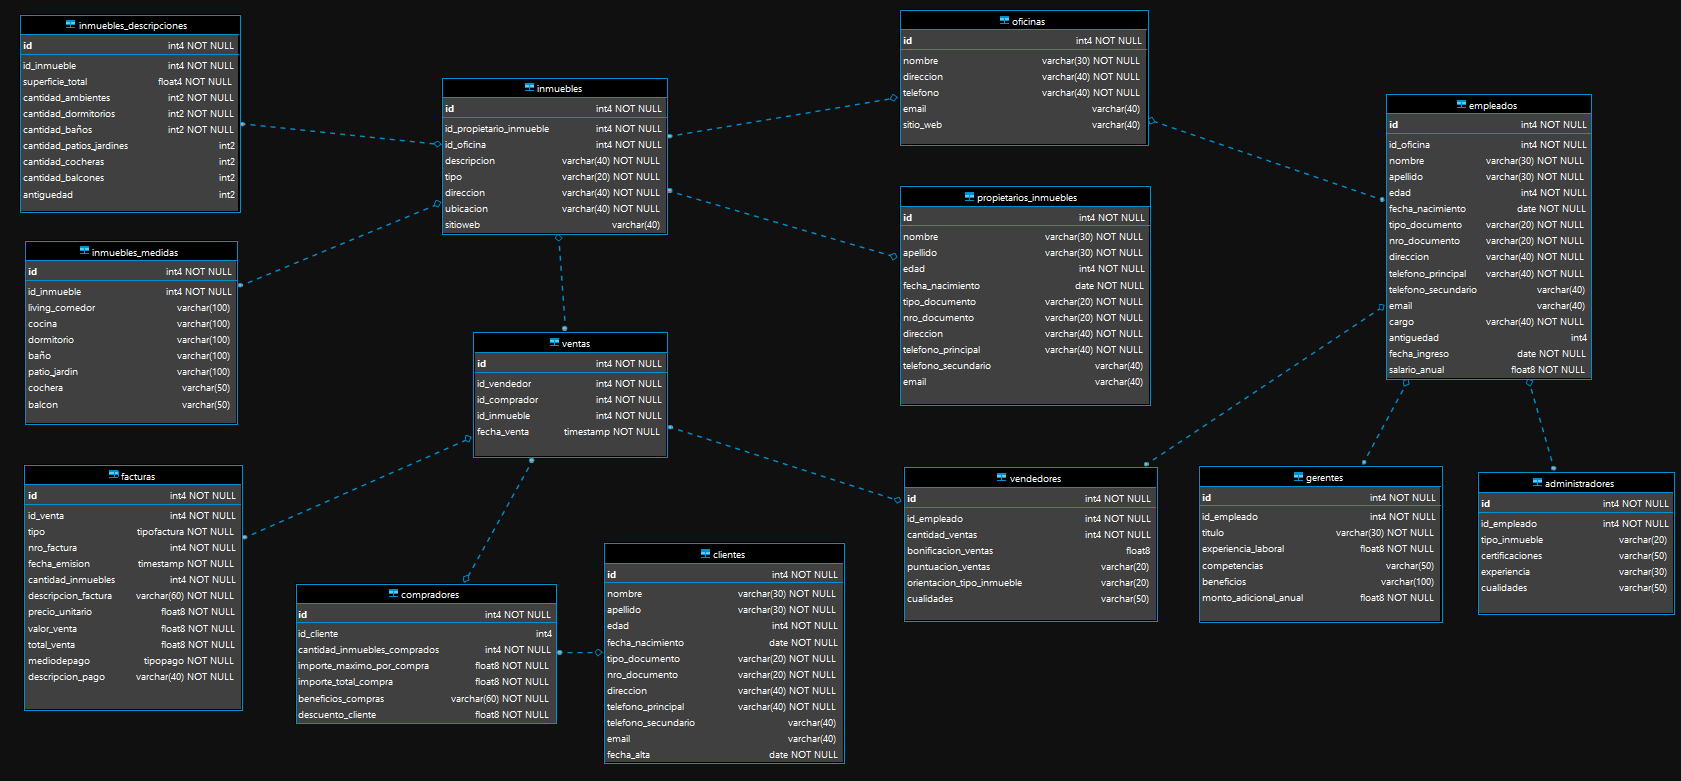 inmuebles_descripciones
id int4 NOT NULL
id_inmueble int4 NOT NULL
superficie_total float4 NOT NULL
cantidad_ambientes int2 NOT NULL
cantidad_dormitorios int2 NOT NULL
cantidad_baños int2 NOT NULL
cantidad_patios_jardines int2
cantidad_cocheras int2
cantidad_balcones int2
antiguedad int2
inmuebles
id int4 NOT NULL
id_propietario_inmueble int4 NOT NULL
id_oficina int4 NOT NULL
descripcion varchar(40) NOT NULL
tipo varchar(20) NOT NULL
direccion varchar(40) NOT NULL
ubicacion varchar(40) NOT NULL
sitioweb varchar(40)
oficinas
id int4 NOT NULL
nombre varchar(30) NOT NULL
direccion varchar(40) NOT NULL
telefono varchar(40) NOT NULL
email varchar(40)
sitio_web varchar(40)
empleados
id int4 NOT NULL
id_oficina int4 NOT NULL
nombre varchar(30) NOT NULL
apellido varchar(30) NOT NULL
edad int4 NOT NULL
fecha_nacimiento date NOT NULL
tipo_documento varchar(20) NOT NULL
nro_documento varchar(20) NOT NULL
direccion varchar(40) NOT NULL
telefono_principal varchar(40) NOT NULL
telefono_secundario varchar(40)
email varchar(40)
cargo varchar(40) NOT NULL
antiguedad int4
fecha_ingreso date NOT NULL
salario_anual float8 NOT NULL
propietarios_inmuebles
id int4 NOT NULL
nombre varchar(30) NOT NULL
apellido varchar(30) NOT NULL
edad int4 NOT NULL
fecha_nacimiento date NOT NULL
tipo_documento varchar(20) NOT NULL
nro_documento varchar(20) NOT NULL
direccion varchar(40) NOT NULL
telefono_principal varchar(40) NOT NULL
telefono_secundario varchar(40)
email varchar(40)
inmuebles_medidas
id int4 NOT NULL
id_inmueble int4 NOT NULL
living_comedor varchar(100)
cocina varchar(100)
dormitorio varchar(100)
baño varchar(100)
patio_jardin varchar(100)
cochera varchar(50)
balcon varchar(50)
ventas
id int4 NOT NULL
id_vendedor int4 NOT NULL
id_comprador int4 NOT NULL
id_inmueble int4 NOT NULL
fecha_venta timestamp NOT NULL
facturas
id int4 NOT NULL
id_venta int4 NOT NULL
tipo tipofactura NOT NULL
nro_factura int4 NOT NULL
fecha_emision timestamp NOT NULL
cantidad_inmuebles int4 NOT NULL
descripcion_factura varchar(60) NOT NULL
precio_unitario float8 NOT NULL
valor_venta float8 NOT NULL
total_venta float8 NOT NULL
mediodepago tipopago NOT NULL
descripcion_pago varchar(40) NOT NULL
compradores
id int4 NOT NULL
id_cliente int4
cantidad_inmuebles_comprados int4 NOT NULL
importe_maximo_por_compra float8 NOT NULL
importe_total_compra float8 NOT NULL
beneficios_compras varchar(60) NOT NULL
descuento_cliente float8 NOT NULL
clientes
id int4 NOT NULL
nombre varchar(30) NOT NULL
apellido varchar(30) NOT NULL
edad int4 NOT NULL
fecha_nacimiento date NOT NULL
tipo_documento varchar(20) NOT NULL
nro_documento varchar(20) NOT NULL
direccion varchar(40) NOT NULL
telefono_principal varchar(40) NOT NULL
telefono_secundario varchar(40)
email varchar(40)
fecha_alta date NOT NULL
vendedores
id int4 NOT NULL
id_empleado int4 NOT NULL
cantidad_ventas int4 NOT NULL
bonificacion_ventas float8
puntuacion_ventas varchar(20)
orientacion_tipo_inmueble varchar(20)
cualidades varchar(50)
gerentes
id int4 NOT NULL
id_empleado int4 NOT NULL
titulo varchar(30) NOT NULL
experiencia_laboral float8 NOT NULL
competencias varchar(50)
beneficios varchar(100)
monto_adicional_anual float8 NOT NULL
administradores
id int4 NOT NULL
id_empleado int4 NOT NULL
tipo_inmueble varchar(20)
certificaciones varchar(50)
experiencia varchar(30)
cualidades varchar(50)